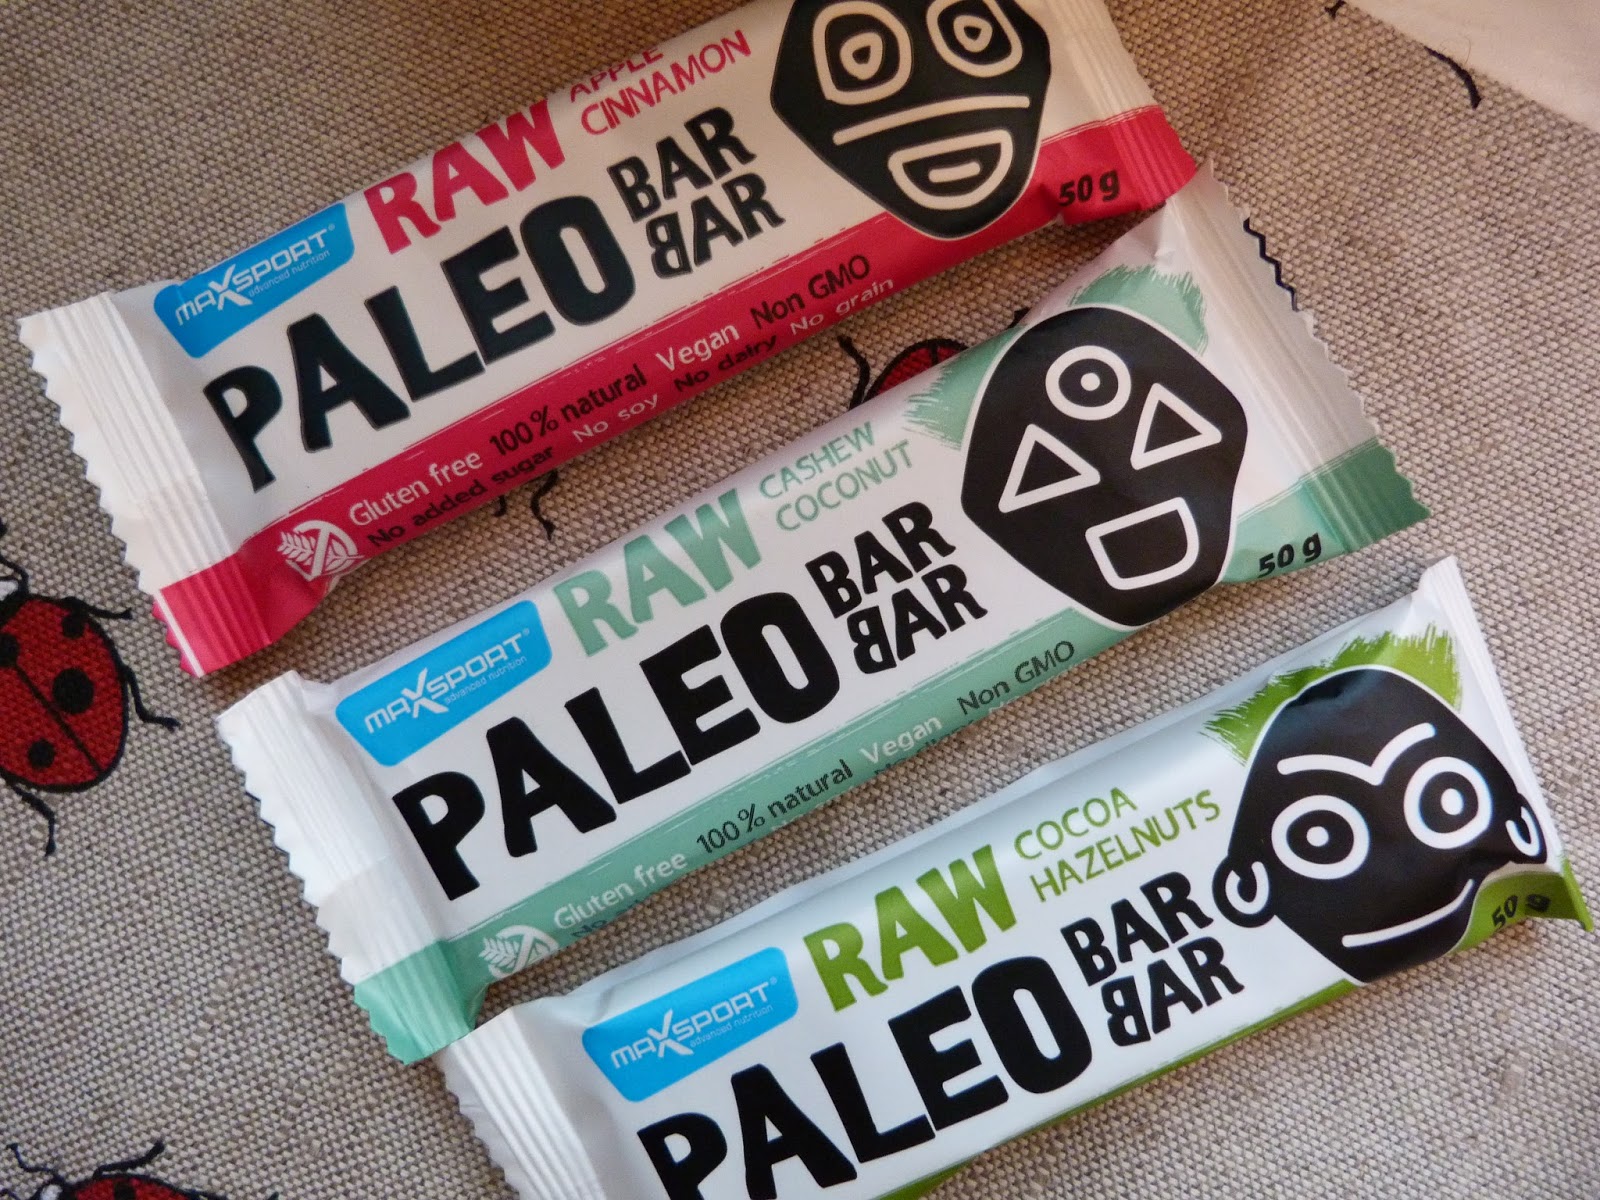 RAW
APPLE
CINNAMON
MAXSPORT®
advanced nutrition
PALEO
BAR
BAR
50 g
Gluten free 100% natural Vegan Non GMO
No added sugar No soy No dairy No grain
RAW
CASHEW
COCONUT
MAXSPORT®
advanced nutrition
PALEO
BAR
BAR
50 g
Gluten free 100% natural Vegan Non GMO
No
RAW
COCOA
HAZELNUTS
MAXSPORT®
advanced nutrition
PALEO
BAR
BAR
50 g